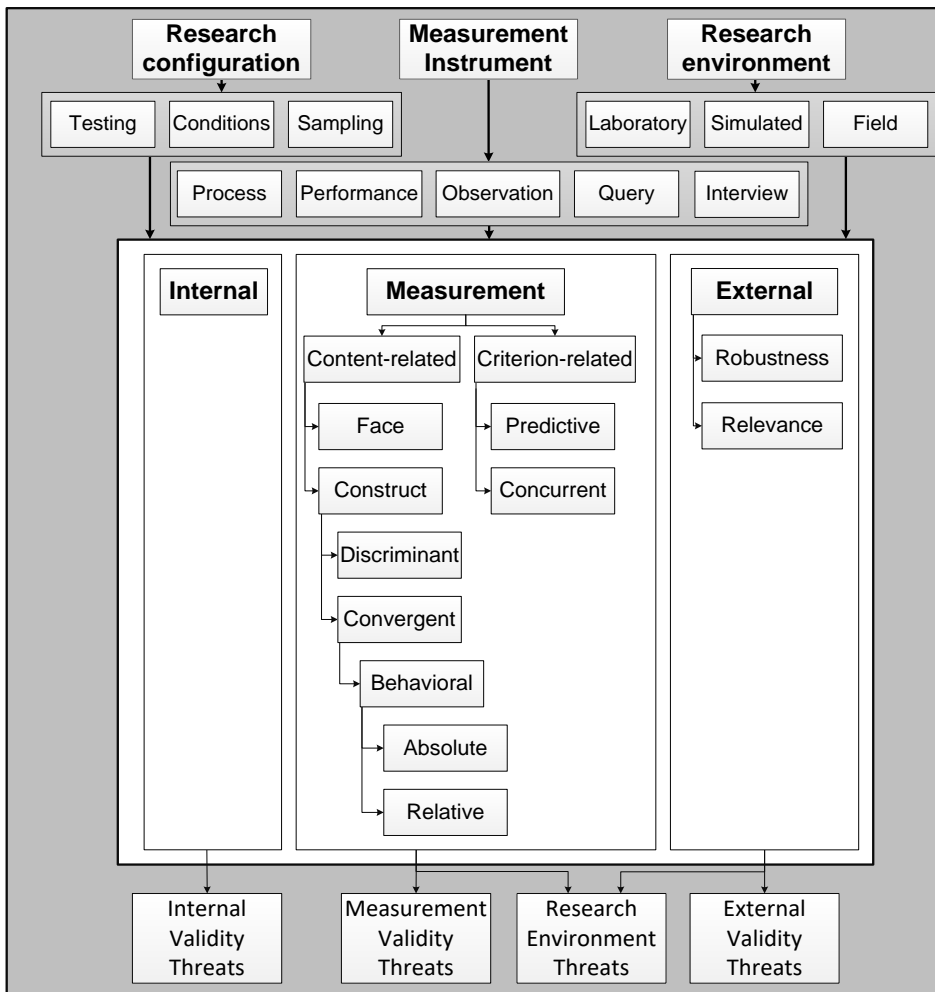 Research
configuration
Measurement
Instrument
Research
environment
Testing
Conditions
Sampling
Laboratory
Simulated
Field
Process
Performance
Observation
Query
Interview
Internal
Measurement
External
Content-related
Criterion-related
Robustness
Face
Predictive
Relevance
Construct
Concurrent
Discriminant
Convergent
Behavioral
Absolute
Relative
Internal
Validity
Threats
Measurement
Validity
Threats
Research
Environment
Threats
External
Validity
Threats